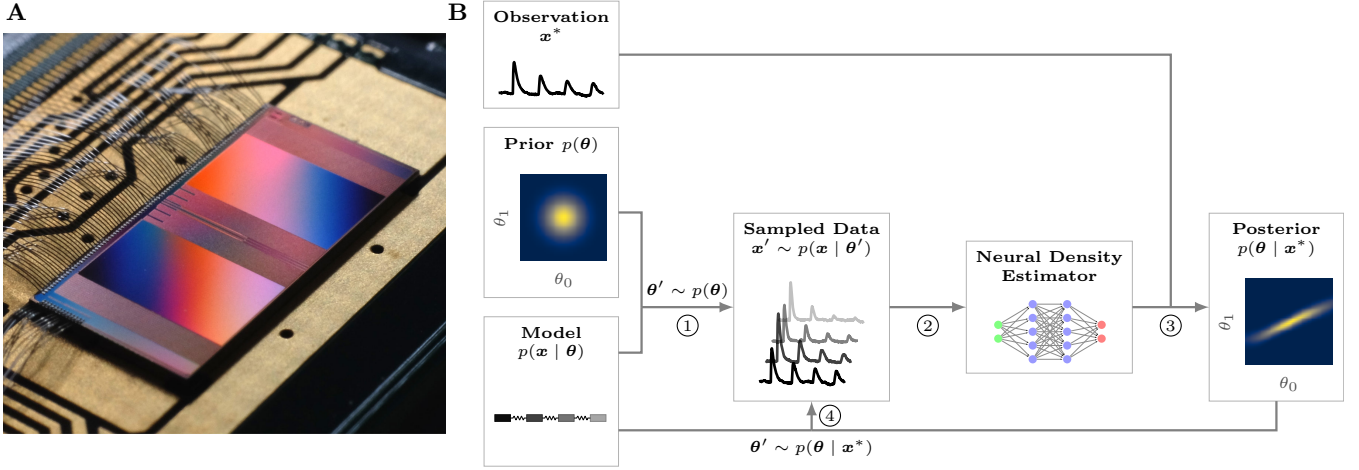 A
B
Observation
x*
Prior p(θ)
θ₁
θ₀
Model
p(x | θ)
θ′ ∼ p(θ)
①
Sampled Data
x′ ∼ p(x | θ′)
②
Neural Density
Estimator
③
Posterior
p(θ | x*)
θ₁
θ₀
④
θ′ ∼ p(θ | x*)